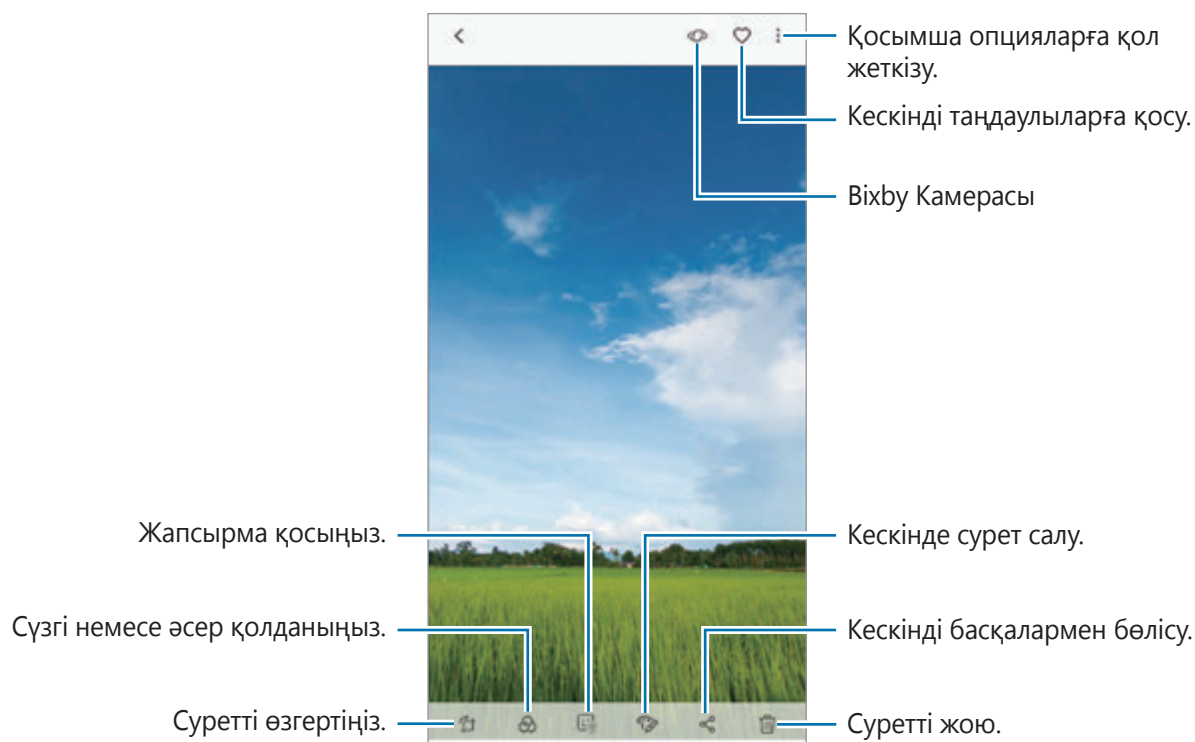 Қосымша опцияларға қол
жеткізу.
Кескінді таңдаулыларға қосу.
Bixby Камерасы
Жапсырма қосыңыз.
Кескінде сурет салу.
Сүзгі немесе әсер қолданыңыз.
Кескінді басқалармен бөлісу.
Суретті өзгертіңіз.
Суретті жою.